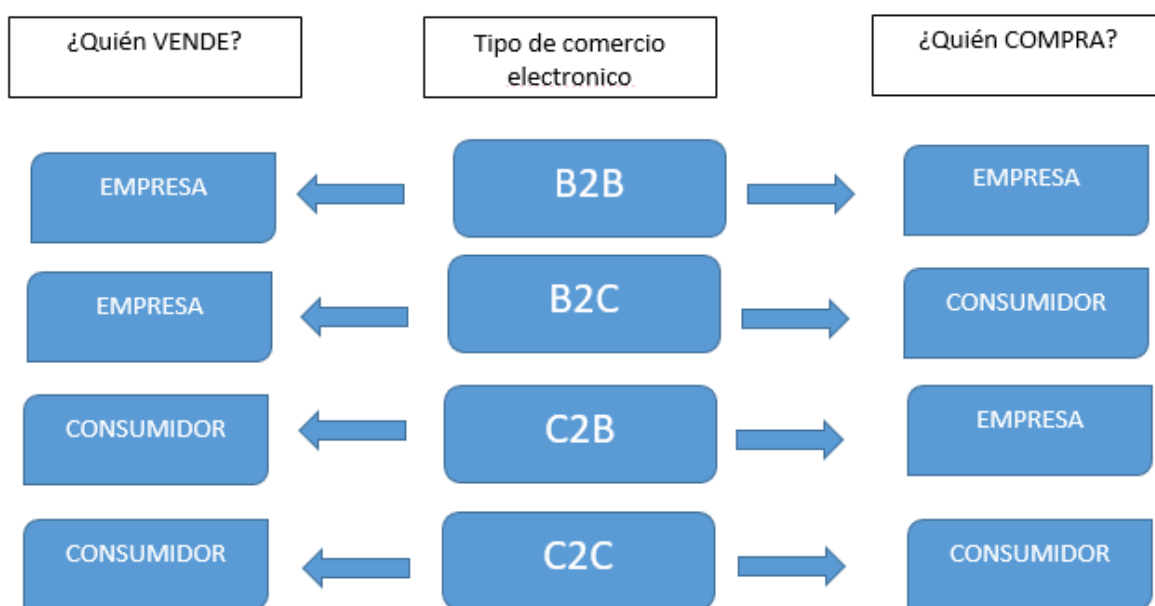 ¿Quién VENDE?
Tipo de comercio
electronico
¿Quién COMPRA?
EMPRESA
B2B
EMPRESA
EMPRESA
B2C
CONSUMIDOR
CONSUMIDOR
C2B
EMPRESA
CONSUMIDOR
C2C
CONSUMIDOR